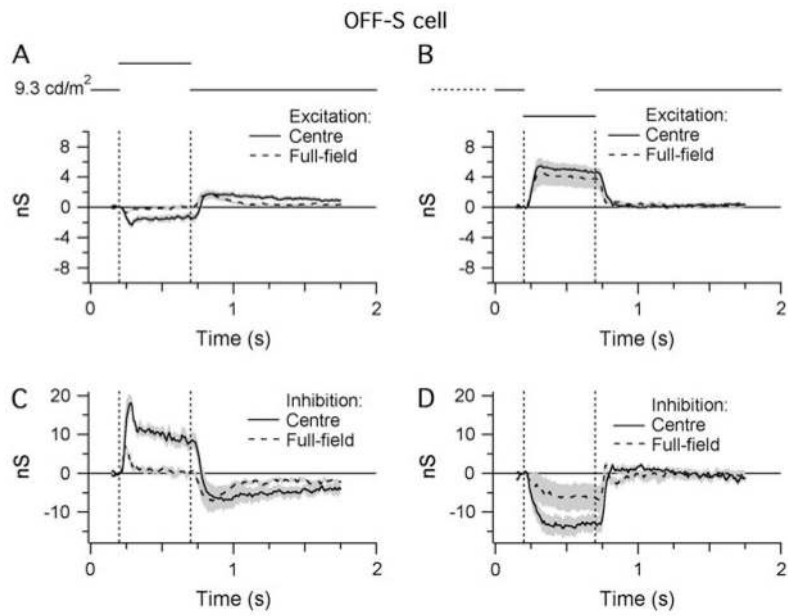 OFF-S cell
A
9.3 cd/m²
Excitation:
Centre
Full-field
8
4
0
-4
-8
nS
0
1
2
Time (s)
B
Excitation:
Centre
Full-field
8
4
0
-4
-8
nS
0
1
2
Time (s)
C
Inhibition:
Centre
Full-field
20
10
0
-10
nS
0
1
2
Time (s)
D
Inhibition:
Centre
Full-field
20
10
0
-10
nS
0
1
2
Time (s)